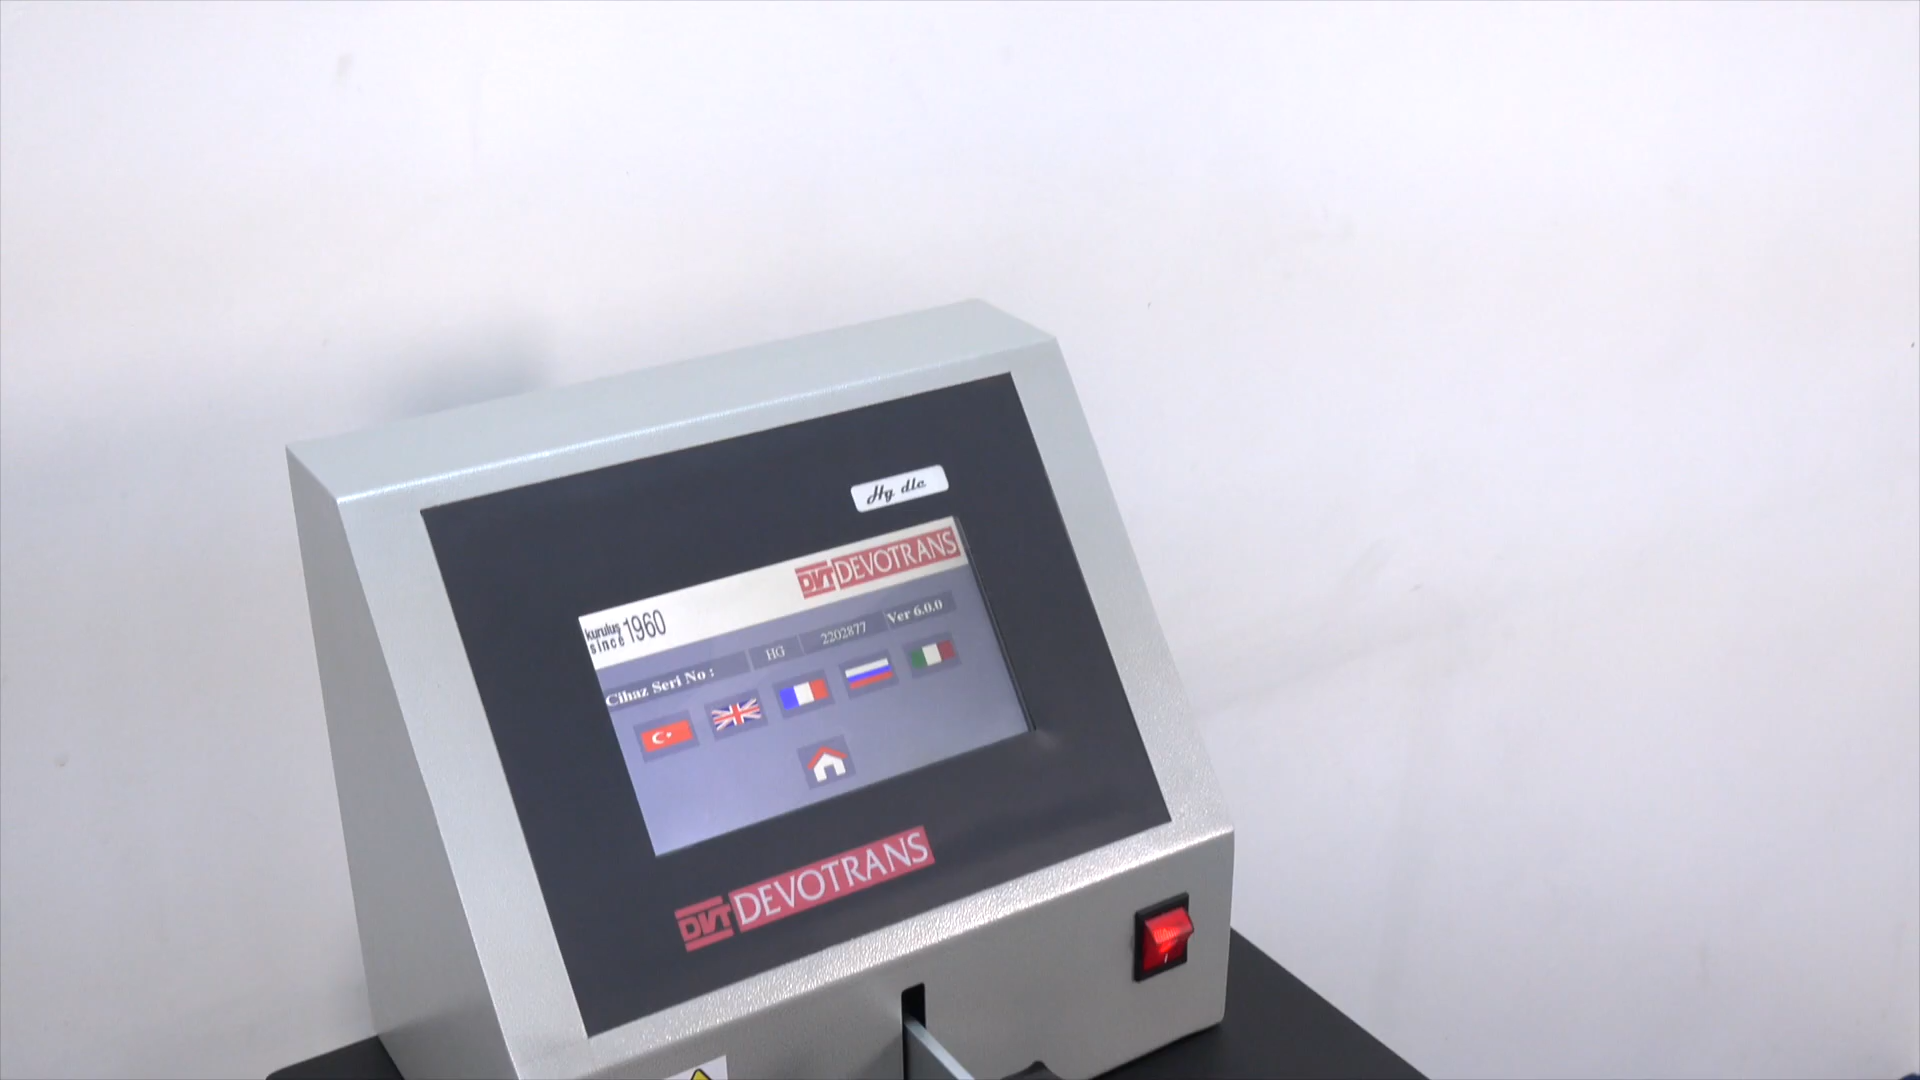 Hg dlc
DVT DEVOTRANS
kuruluş
since 1960
Cihaz Seri No : HG 2202877 Ver 6.0.0
DVT DEVOTRANS